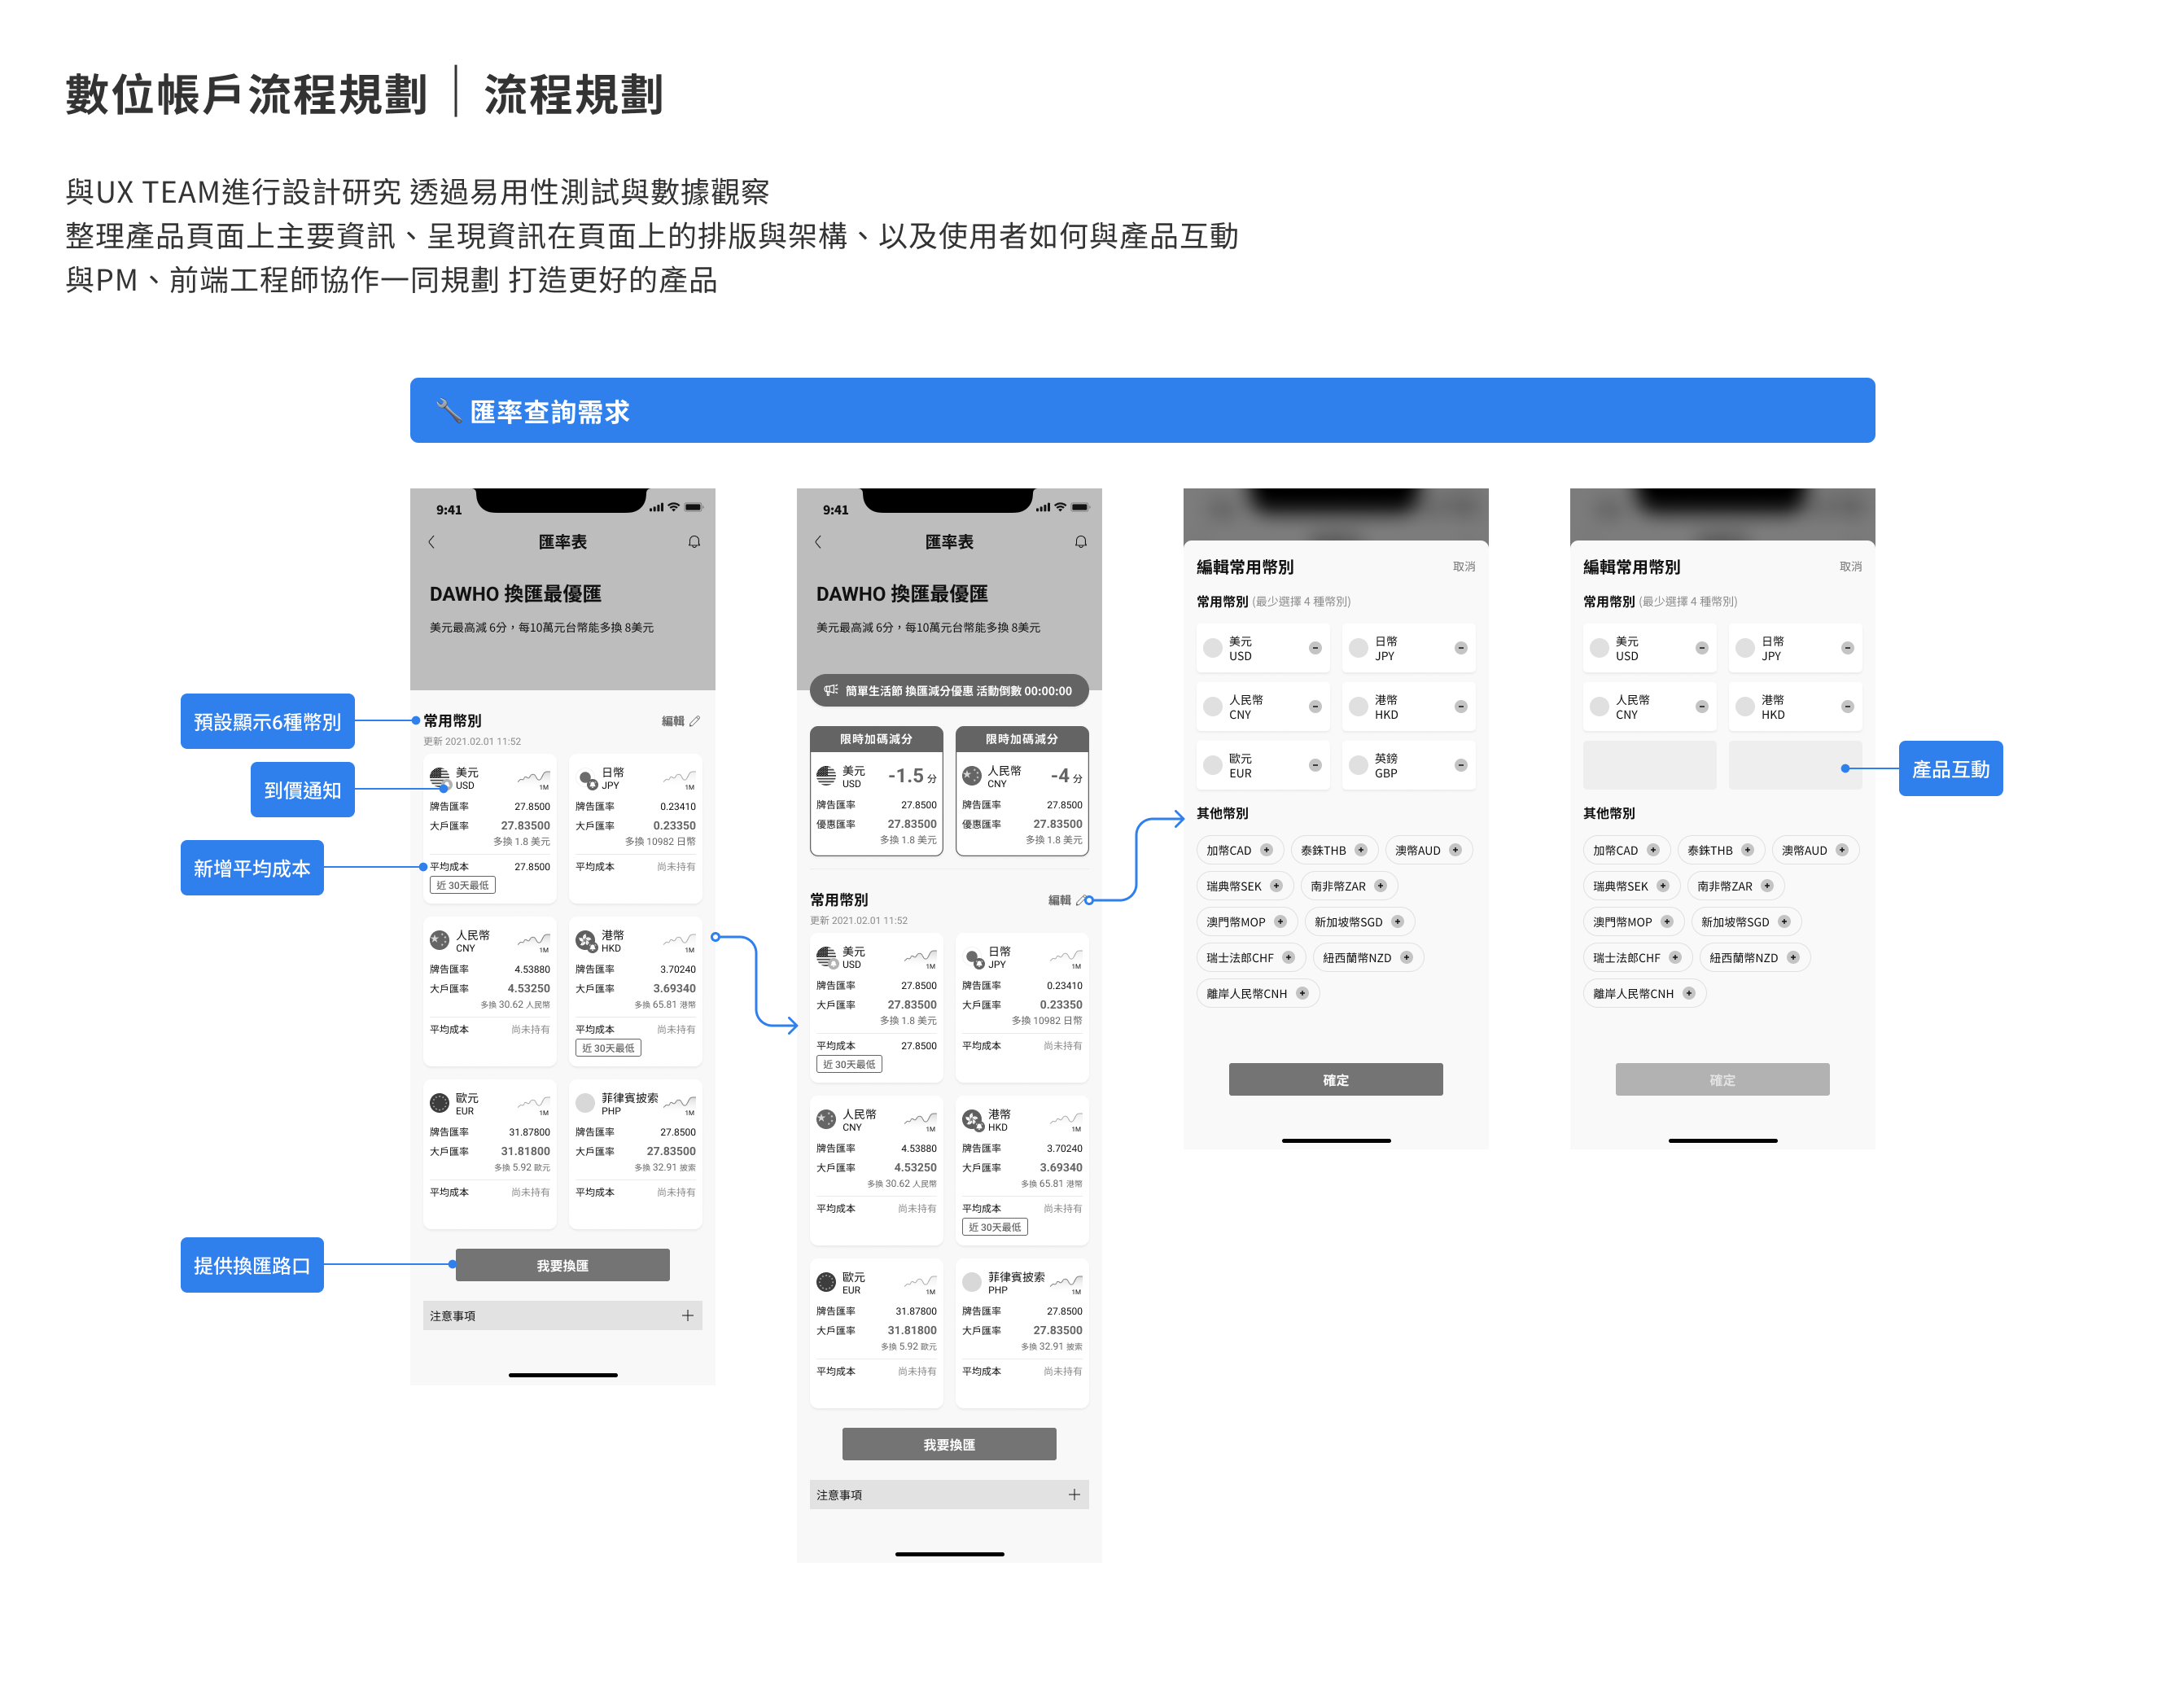 數位帳戶流程規劃｜流程規劃
與UX TEAM進行設計研究 透過易用性測試與數據觀察
整理產品頁面上主要資訊、呈現資訊在頁面上的排版與架構、以及使用者如何與產品互動
與PM、前端工程師協作一同規劃 打造更好的產品
🔧 匯率查詢需求
預設顯示6種幣別
到價通知
新增平均成本
提供換匯路口
9:41
匯率表
DAWHO 換匯最優匯
美元最高減 6分，每10萬元台幣能多換 8美元
常用幣別 編輯
更新 2021.02.01 11:52
美元
USD
1M
牌告匯率 27.8500
大戶匯率 27.83500
多換 1.8 美元
平均成本 27.8500
近 30天最低
日幣
JPY
1M
牌告匯率 0.23410
大戶匯率 0.23350
多換 10982 日幣
平均成本 尚未持有
人民幣
CNY
1M
牌告匯率 4.53880
大戶匯率 4.53250
多換 30.62 人民幣
平均成本 尚未持有
港幣
HKD
1M
牌告匯率 3.70240
大戶匯率 3.69340
多換 65.81 港幣
平均成本 尚未持有
近 30天最低
歐元
EUR
1M
牌告匯率 31.87800
大戶匯率 31.81800
多換 5.92 歐元
平均成本 尚未持有
菲律賓披索
PHP
1M
牌告匯率 27.8500
大戶匯率 27.83500
多換 32.91 披索
平均成本 尚未持有
我要換匯
注意事項
9:41
匯率表
DAWHO 換匯最優匯
美元最高減 6分，每10萬元台幣能多換 8美元
簡單生活節 換匯減分優惠 活動倒數 00:00:00
限時加碼減分
美元
USD
-1.5 分
牌告匯率 27.8500
優惠匯率 27.83500
多換 1.8 美元
限時加碼減分
人民幣
CNY
-4 分
牌告匯率 27.8500
優惠匯率 27.83500
多換 1.8 美元
常用幣別 編輯
更新 2021.02.01 11:52
美元
USD
1M
牌告匯率 27.8500
大戶匯率 27.83500
多換 1.8 美元
平均成本 27.8500
近 30天最低
日幣
JPY
1M
牌告匯率 0.23410
大戶匯率 0.23350
多換 10982 日幣
平均成本 尚未持有
人民幣
CNY
1M
牌告匯率 4.53880
大戶匯率 4.53250
多換 30.62 人民幣
平均成本 尚未持有
港幣
HKD
1M
牌告匯率 3.70240
大戶匯率 3.69340
多換 65.81 港幣
平均成本 尚未持有
近 30天最低
歐元
EUR
1M
牌告匯率 31.87800
大戶匯率 31.81800
多換 5.92 歐元
平均成本 尚未持有
菲律賓披索
PHP
1M
牌告匯率 27.8500
大戶匯率 27.83500
多換 32.91 披索
平均成本 尚未持有
我要換匯
注意事項
編輯常用幣別 取消
常用幣別 (最少選擇 4 種幣別)
美元
USD
日幣
JPY
人民幣
CNY
港幣
HKD
歐元
EUR
英鎊
GBP
其他幣別
加幣CAD 泰銖THB 澳幣AUD
瑞典幣SEK 南非幣ZAR
澳門幣MOP 新加坡幣SGD
瑞士法郎CHF 紐西蘭幣NZD
離岸人民幣CNH
確定
編輯常用幣別 取消
常用幣別 (最少選擇 4 種幣別)
美元
USD
日幣
JPY
人民幣
CNY
港幣
HKD
其他幣別
加幣CAD 泰銖THB 澳幣AUD
瑞典幣SEK 南非幣ZAR
澳門幣MOP 新加坡幣SGD
瑞士法郎CHF 紐西蘭幣NZD
離岸人民幣CNH
確定
產品互動